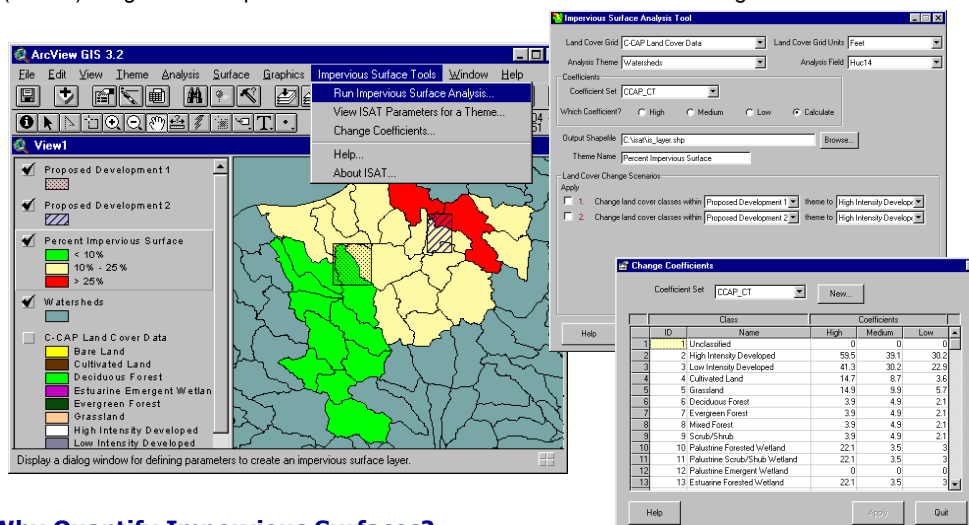 ArcView GIS 3.2
File Edit View Theme Analysis Surface Graphics Impervious Surface Tools Window Help
Run Impervious Surface Analysis...
View ISAT Parameters for a Theme...
Change Coefficients...
Help...
About ISAT...
View1
Proposed Development 1
Proposed Development 2
Percent Impervious Surface
< 10%
10% - 25%
> 25%
Watersheds
C-CAP Land Cover Data
Bare Land
Cultivated Land
Deciduous Forest
Estuarine Emergent Wetlan
Evergreen Forest
Grassland
High Intensity Developed
Low Intensity Developed
Display a dialog window for defining parameters to create an impervious surface layer.
Impervious Surface Analysis Tool
Land Cover Grid C-CAP Land Cover Data Land Cover Grid Units Feet
Analysis Theme Watersheds Analysis Field Huc14
Coefficients
Coefficient Set CCAP_CT
Which Coefficient? High Medium Low Calculate
Output Shapefile C:\isat\is_layer.shp Browse...
Theme Name Percent Impervious Surface
Land Cover Change Scenarios
Apply
1. Change land cover classes within Proposed Development 1 theme to High Intensity Develope
2. Change land cover classes within Proposed Development 2 theme to High Intensity Develope
Help
Change Coefficients
Coefficient Set CCAP_CT New...
Class Coefficients
ID Name High Medium Low
1 1 Unclassified 0 0 0
2 2 High Intensity Developed 59.5 39.1 30.2
3 3 Low Intensity Developed 41.3 30.2 22.9
4 4 Cultivated Land 14.7 8.7 3.6
5 5 Grassland 14.9 9.9 5.7
6 6 Deciduous Forest 3.9 4.9 2.1
7 7 Evergreen Forest 3.9 4.9 2.1
8 8 Mixed Forest 3.9 4.9 2.1
9 9 Scrub/Shrub 3.9 4.9 2.1
10 10 Palustrine Forested Wetland 22.1 3.5 3
11 11 Palustrine Scrub/Shub Wetland 22.1 3.5 3
12 12 Palustrine Emergent Wetland 0 0 0
13 13 Estuarine Forested Wetland 22.1 3.5 3
Help Apply Quit